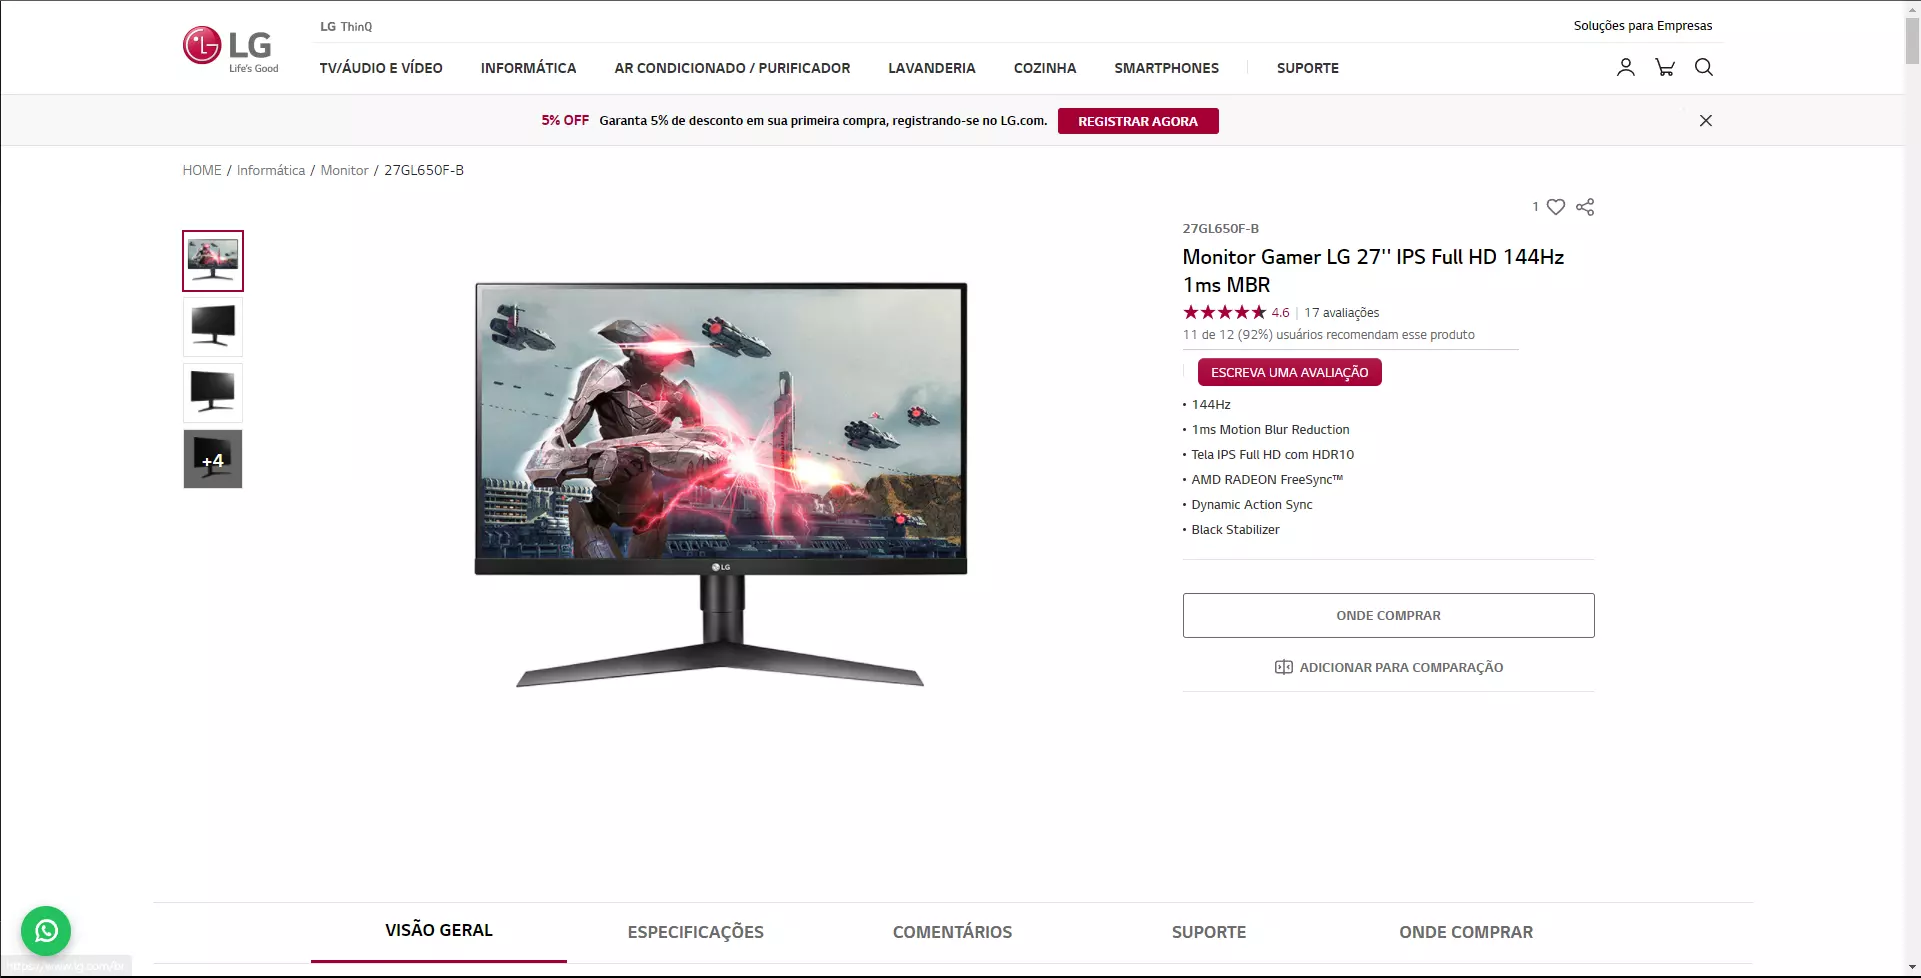 LG ThinQ
Soluções para Empresas
LG
Life's Good
TV/ÁUDIO E VÍDEO
INFORMÁTICA
AR CONDICIONADO / PURIFICADOR
LAVANDERIA
COZINHA
SMARTPHONES
SUPORTE
5% OFF Garanta 5% de desconto em sua primeira compra, registrando-se no LG.com. REGISTRAR AGORA
HOME / Informática / Monitor / 27GL650F-B
1
27GL650F-B
Monitor Gamer LG 27'' IPS Full HD 144Hz
1ms MBR
4.6 | 17 avaliações
11 de 12 (92%) usuários recomendam esse produto
ESCREVA UMA AVALIAÇÃO
• 144Hz
• 1ms Motion Blur Reduction
• Tela IPS Full HD com HDR10
• AMD RADEON FreeSync™
• Dynamic Action Sync
• Black Stabilizer
+4
LG
ONDE COMPRAR
ADICIONAR PARA COMPARAÇÃO
VISÃO GERAL
ESPECIFICAÇÕES
COMENTÁRIOS
SUPORTE
ONDE COMPRAR
https://www.lg.com/br